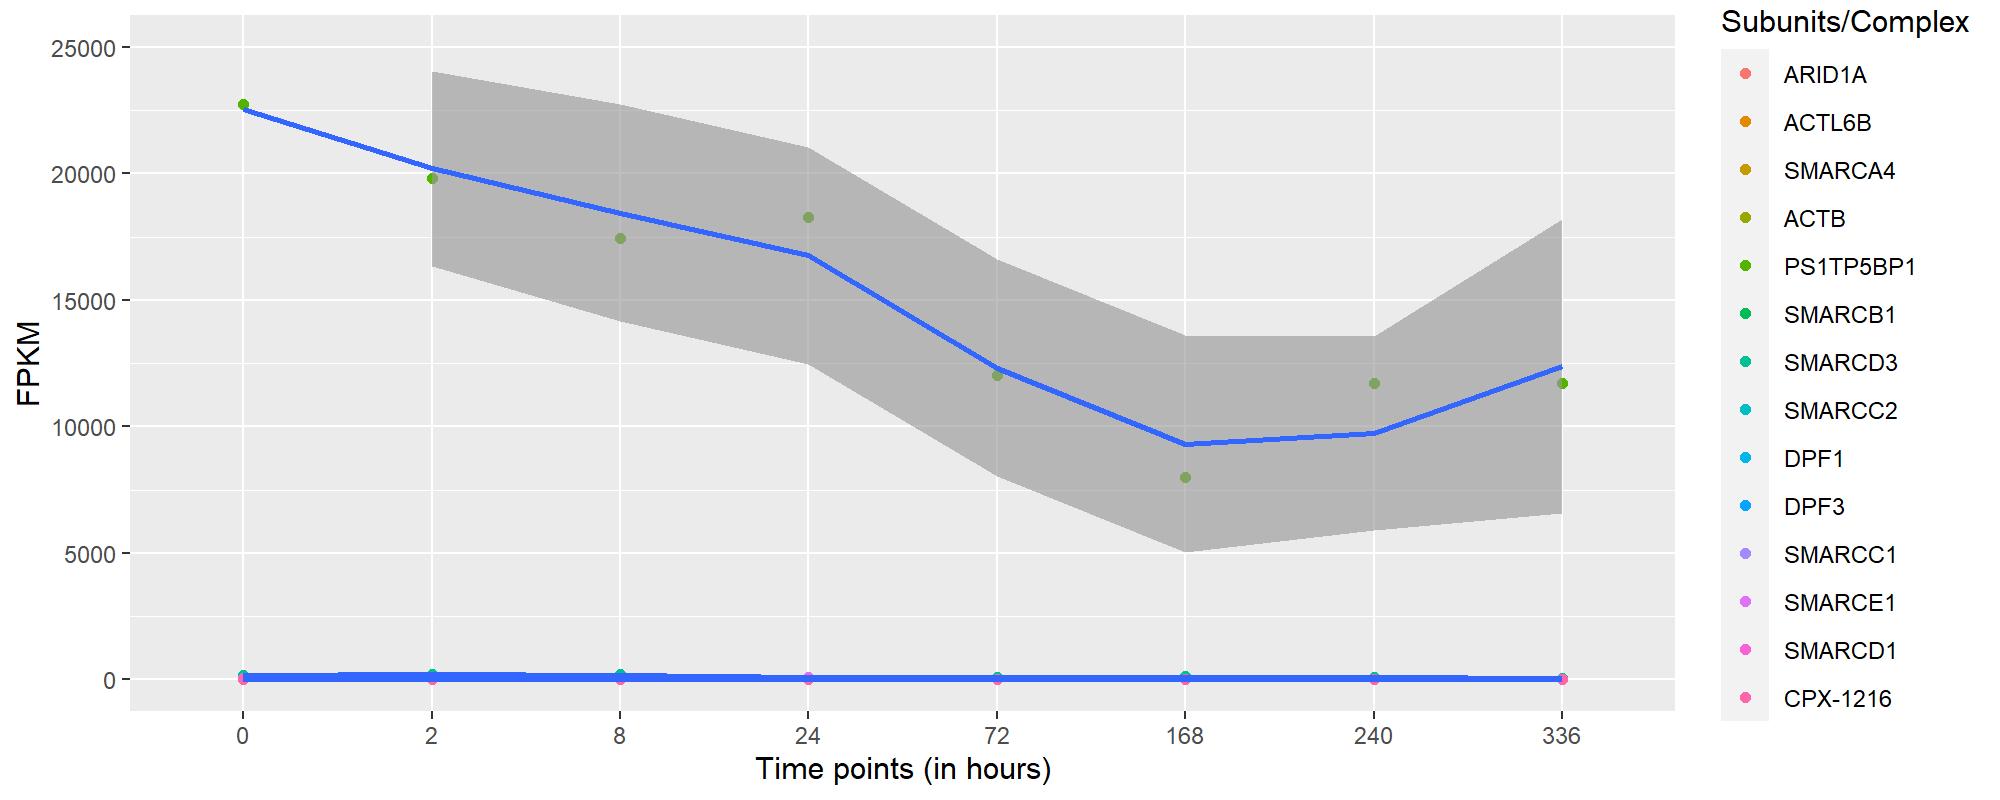 Subunits/Complex
ARID1A
ACTL6B
SMARCA4
ACTB
PS1TP5BP1
SMARCB1
SMARCD3
SMARCC2
DPF1
DPF3
SMARCC1
SMARCE1
SMARCD1
CPX-1216
FPKM
25000
20000
15000
10000
5000
0
0 2 8 24 72 168 240 336
Time points (in hours)